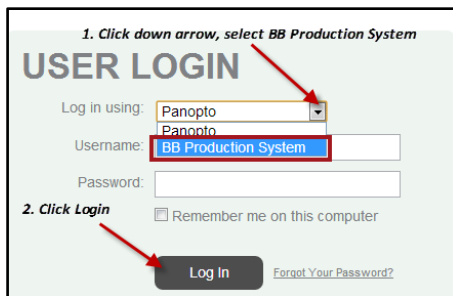 1. Click down arrow, select BB Production System
USER LOGIN
Log in using: Panopto
Panopto
Username: BB Production System
Password:
2. Click Login
Remember me on this computer
Log In Forgot Your Password?